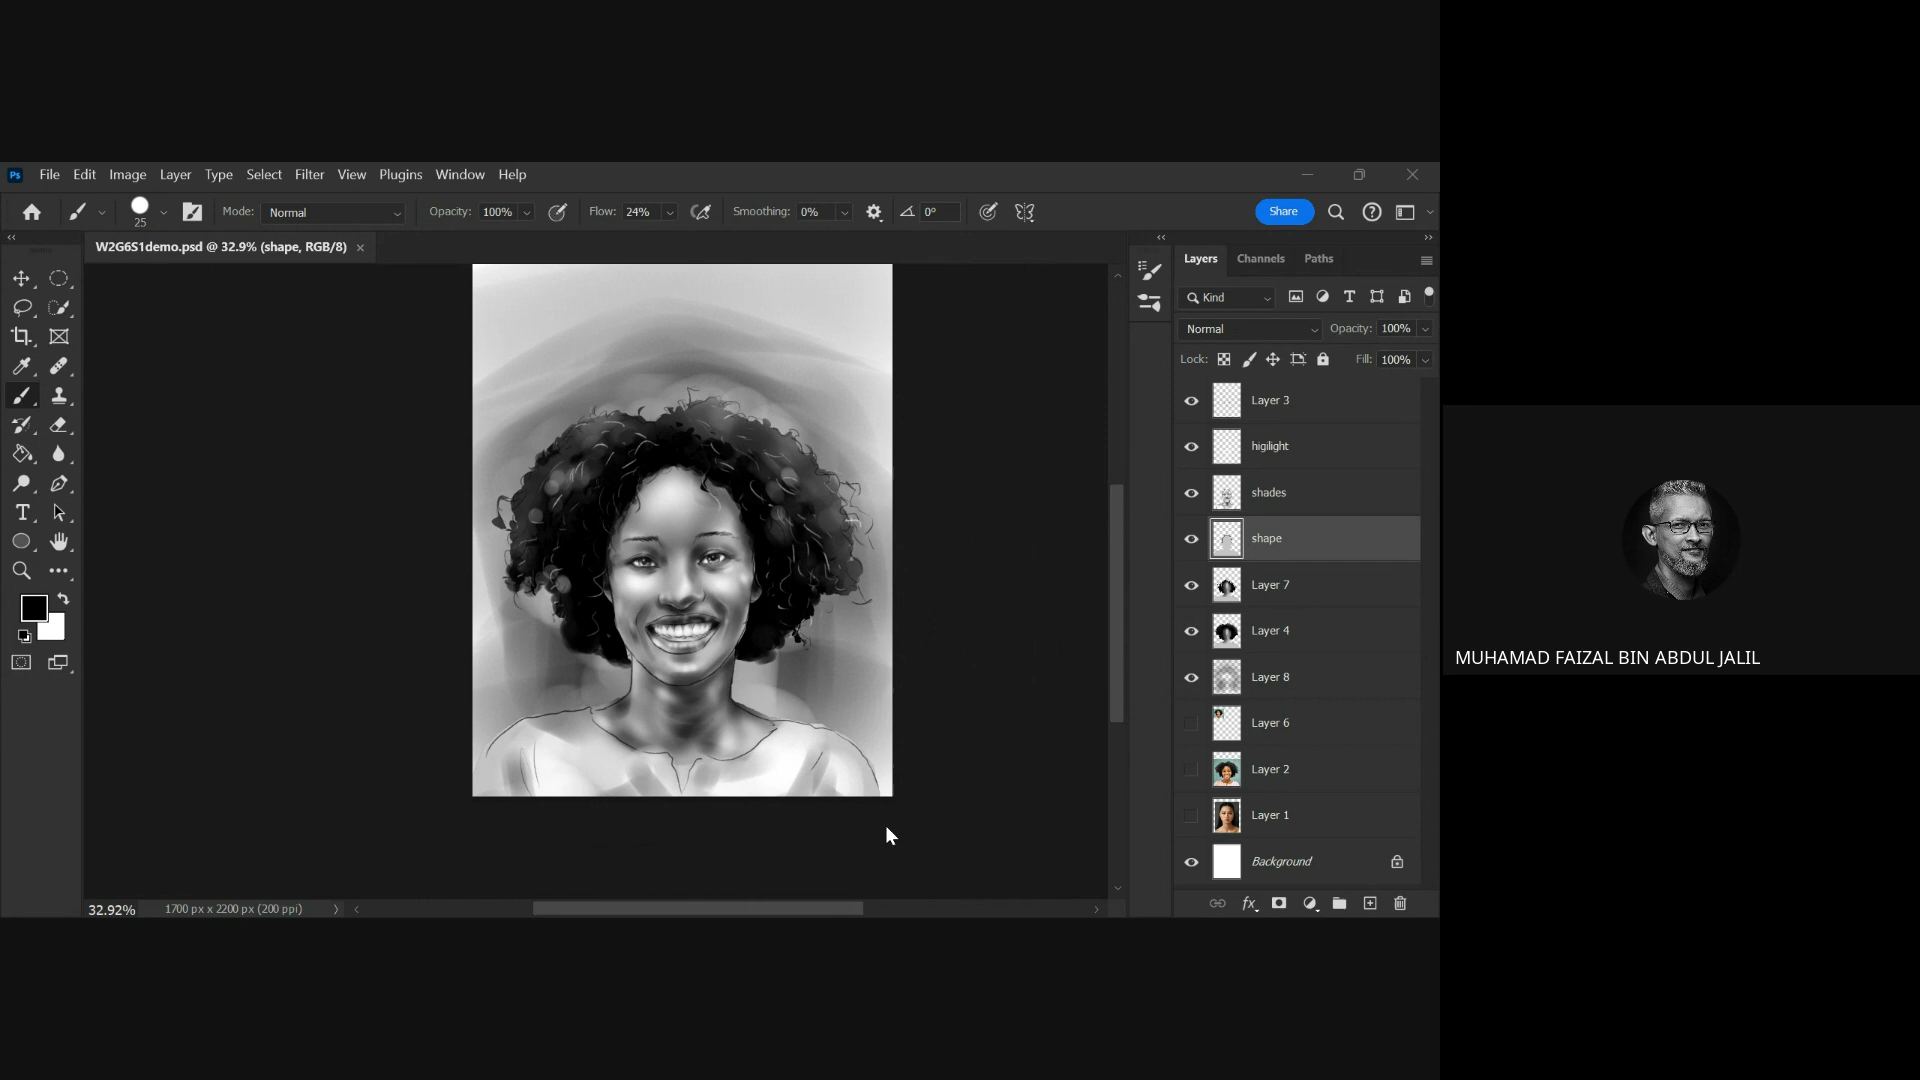 Ps File Edit Image Layer Type Select Filter View Plugins Window Help
25 Mode: Normal Opacity: 100% Flow: 24% Smoothing: 0% 0° Share
W2G6S1demo.psd @ 32.9% (shape, RGB/8) ×
Layers Channels Paths
Kind
Normal Opacity: 100%
Lock: Fill: 100%
Layer 3
higilight
shades
shape
Layer 7
Layer 4
Layer 8
Layer 6
Layer 2
Layer 1
Background
fx
32.92% 1700 px x 2200 px (200 ppi)
MUHAMAD FAIZAL BIN ABDUL JALIL